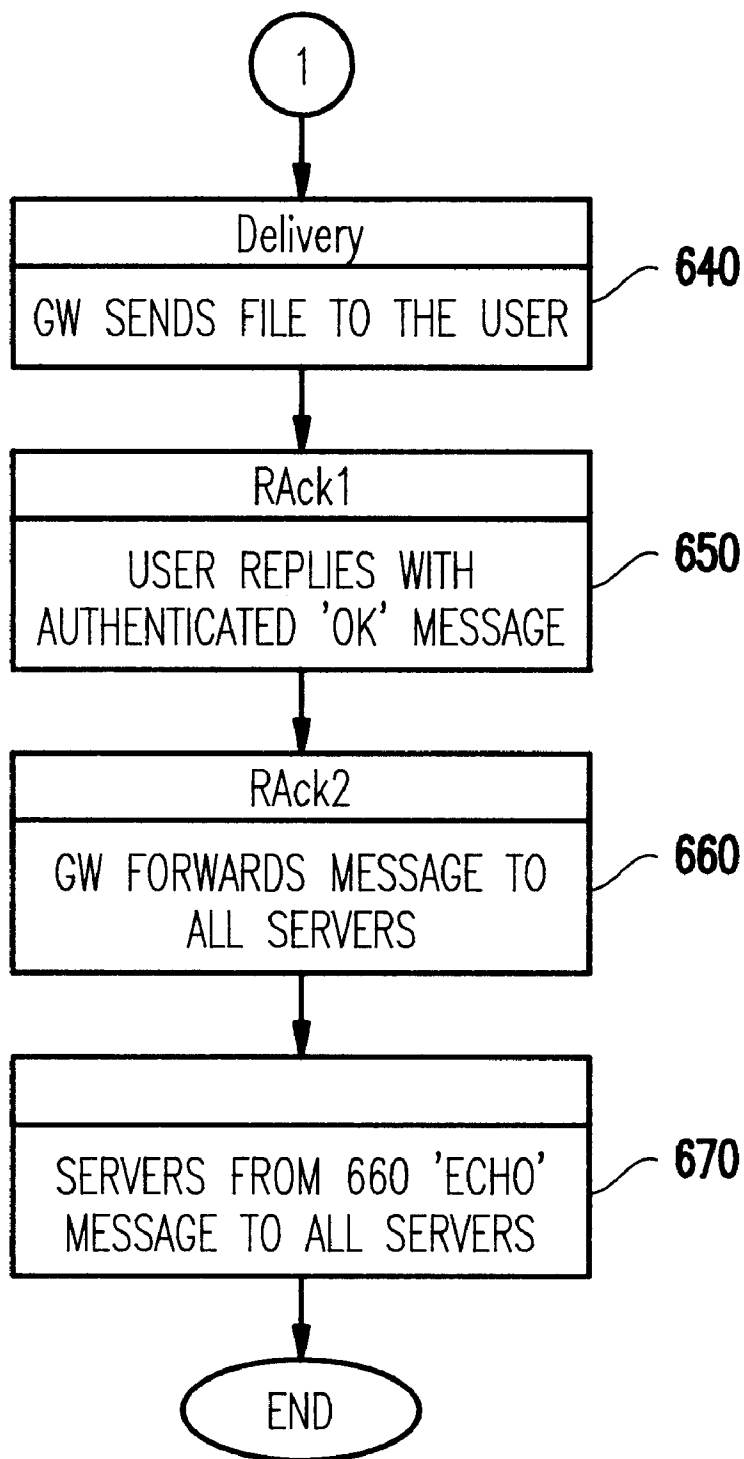 1
Delivery
640
GW SENDS FILE TO THE USER
RAck1
650
USER REPLIES WITH
AUTHENTICATED 'OK' MESSAGE
RAck2
660
GW FORWARDS MESSAGE TO
ALL SERVERS
670
SERVERS FROM 660 'ECHO'
MESSAGE TO ALL SERVERS
END